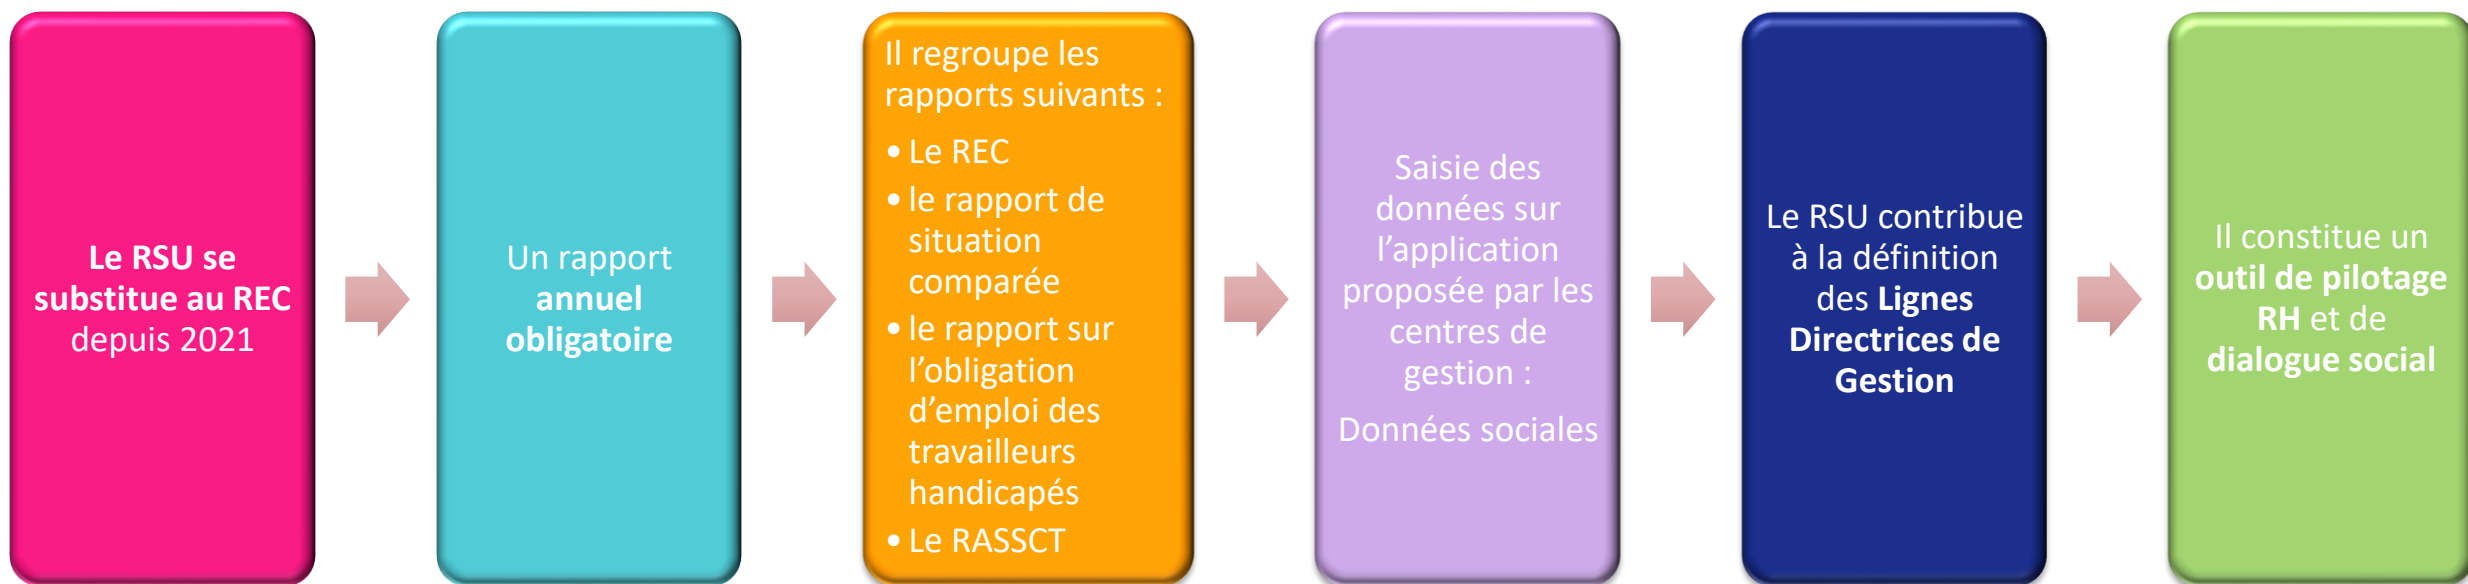 Le RSU se
substitue au REC
depuis 2021
Un rapport
annuel
obligatoire
Il regroupe les
rapports suivants :
• Le REC
• le rapport de
situation
comparée
• le rapport sur
l’obligation
d’emploi des
travailleurs
handicapés
• Le RASSCT
Saisie des
données sur
l’application
proposée par les
centres de
gestion :
Données sociales
Le RSU contribue
à la définition
des Lignes
Directrices de
Gestion
Il constitue un
outil de pilotage
RH et de
dialogue social